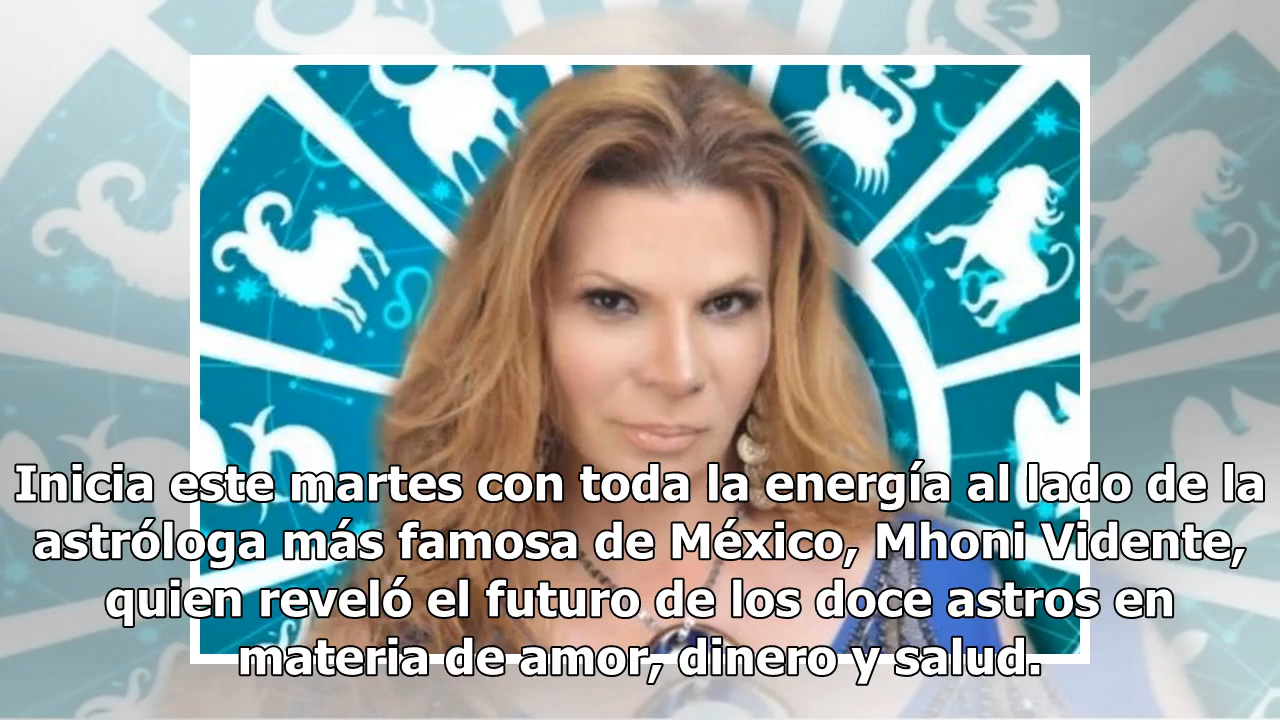 Inicia este martes con toda la energía al lado de la
astróloga más famosa de México, Mhoni Vidente,
quien reveló el futuro de los doce astros en
materia de amor, dinero y salud.